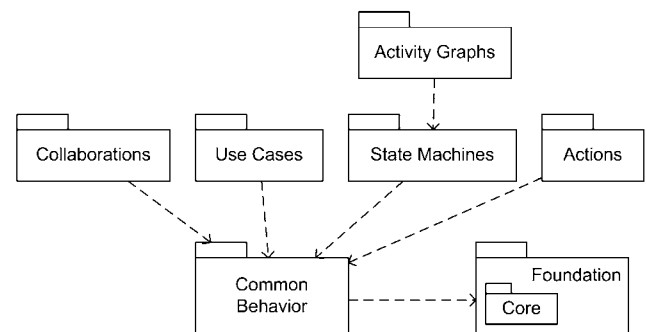 Activity Graphs
Collaborations
Use Cases
State Machines
Actions
Common
Behavior
Foundation
Core